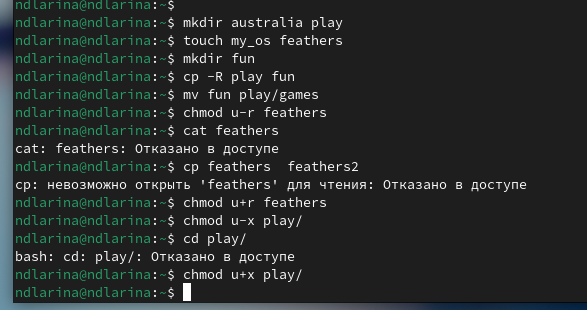 ndlarina@ndlarina:~$
ndlarina@ndlarina:~$ mkdir australia play
ndlarina@ndlarina:~$ touch my_os feathers
ndlarina@ndlarina:~$ mkdir fun
ndlarina@ndlarina:~$ cp -R play fun
ndlarina@ndlarina:~$ mv fun play/games
ndlarina@ndlarina:~$ chmod u-r feathers
ndlarina@ndlarina:~$ cat feathers
cat: feathers: Отказано в доступе
ndlarina@ndlarina:~$ cp feathers  feathers2
cp: невозможно открыть 'feathers' для чтения: Отказано в доступе
ndlarina@ndlarina:~$ chmod u+r feathers
ndlarina@ndlarina:~$ chmod u-x play/
ndlarina@ndlarina:~$ cd play/
bash: cd: play/: Отказано в доступе
ndlarina@ndlarina:~$ chmod u+x play/
ndlarina@ndlarina:~$